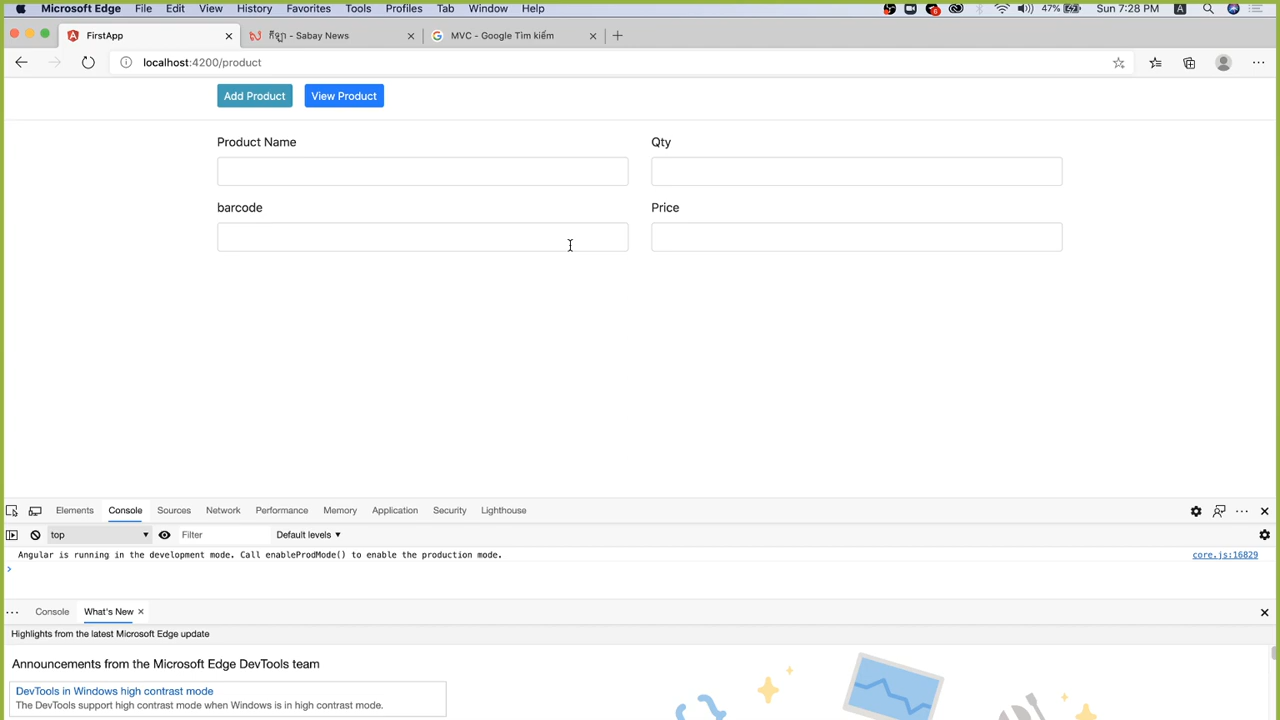 Microsoft Edge File Edit View History Favorites Tools Profiles Tab Window Help 47% Sun 7:28 PM A
FirstApp កីឡា - Sabay News MVC - Google Tìm kiếm
localhost:4200/product
Add Product View Product
Product Name Qty
barcode Price
Elements Console Sources Network Performance Memory Application Security Lighthouse
top Filter Default levels
Angular is running in the development mode. Call enableProdMode() to enable the production mode. core.js:16829
Console What's New
Highlights from the latest Microsoft Edge update
Announcements from the Microsoft Edge DevTools team
DevTools in Windows high contrast mode
The DevTools support high contrast mode when Windows is in high contrast mode.